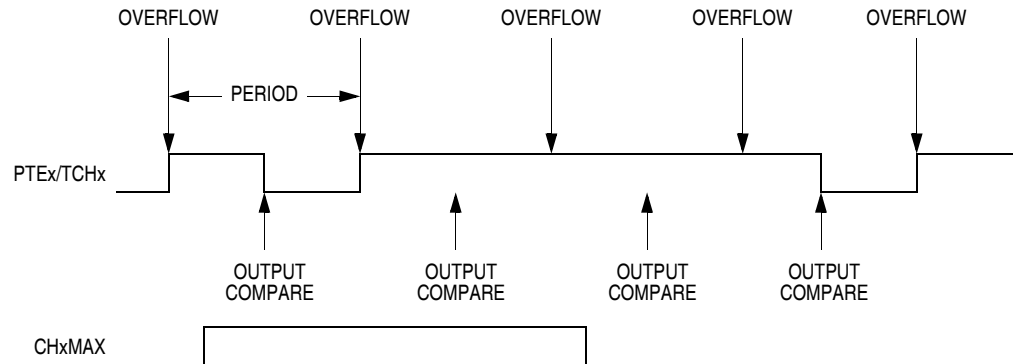 OVERFLOW OVERFLOW OVERFLOW OVERFLOW OVERFLOW
PERIOD
PTEx/TCHx
OUTPUT COMPARE
OUTPUT COMPARE
OUTPUT COMPARE
OUTPUT COMPARE
CHxMAX